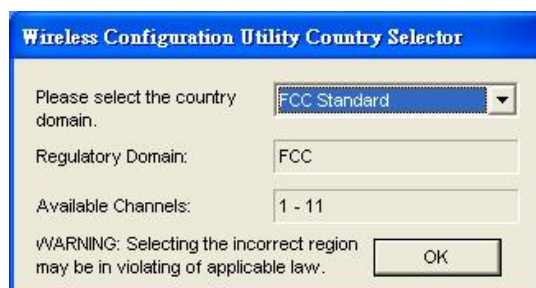 Wireless Configuration Utility Country Selector
Please select the country
domain.
FCC Standard
Regulatory Domain:
FCC
Available Channels:
1 - 11
WARNING: Selecting the incorrect region
may be in violating of applicable law.
OK